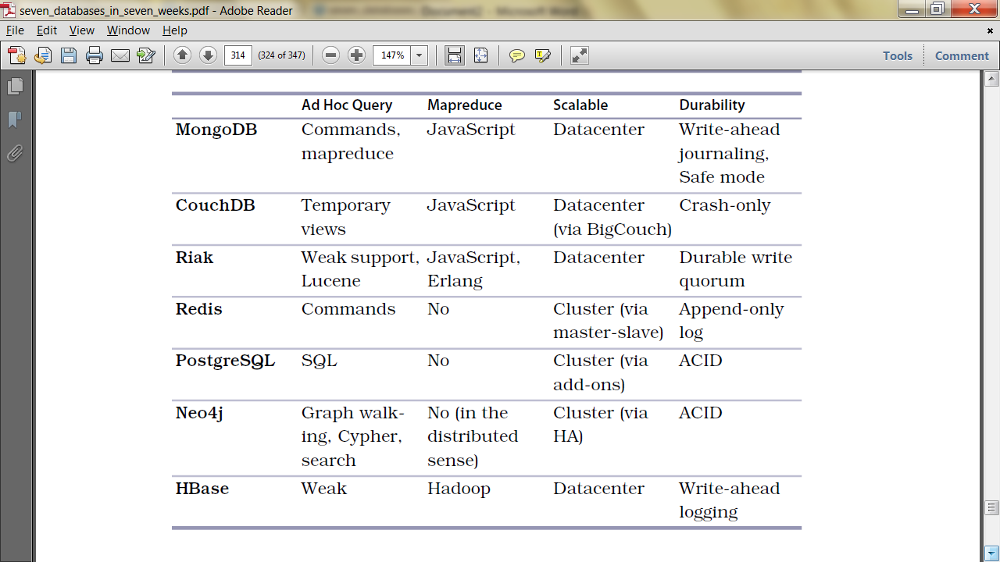 seven_databases_in_seven_weeks.pdf - Adobe Reader
File Edit View Window Help
314 (324 of 347) 147% Tools Comment
Ad Hoc Query Mapreduce Scalable Durability
MongoDB Commands, JavaScript Datacenter Write-ahead
mapreduce journaling,
Safe mode
CouchDB Temporary JavaScript Datacenter Crash-only
views (via BigCouch)
Riak Weak support, JavaScript, Datacenter Durable write
Lucene Erlang quorum
Redis Commands No Cluster (via Append-only
master-slave) log
PostgreSQL SQL No Cluster (via ACID
add-ons)
Neo4j Graph walk- No (in the Cluster (via ACID
ing, Cypher, distributed HA)
search sense)
HBase Weak Hadoop Datacenter Write-ahead
logging